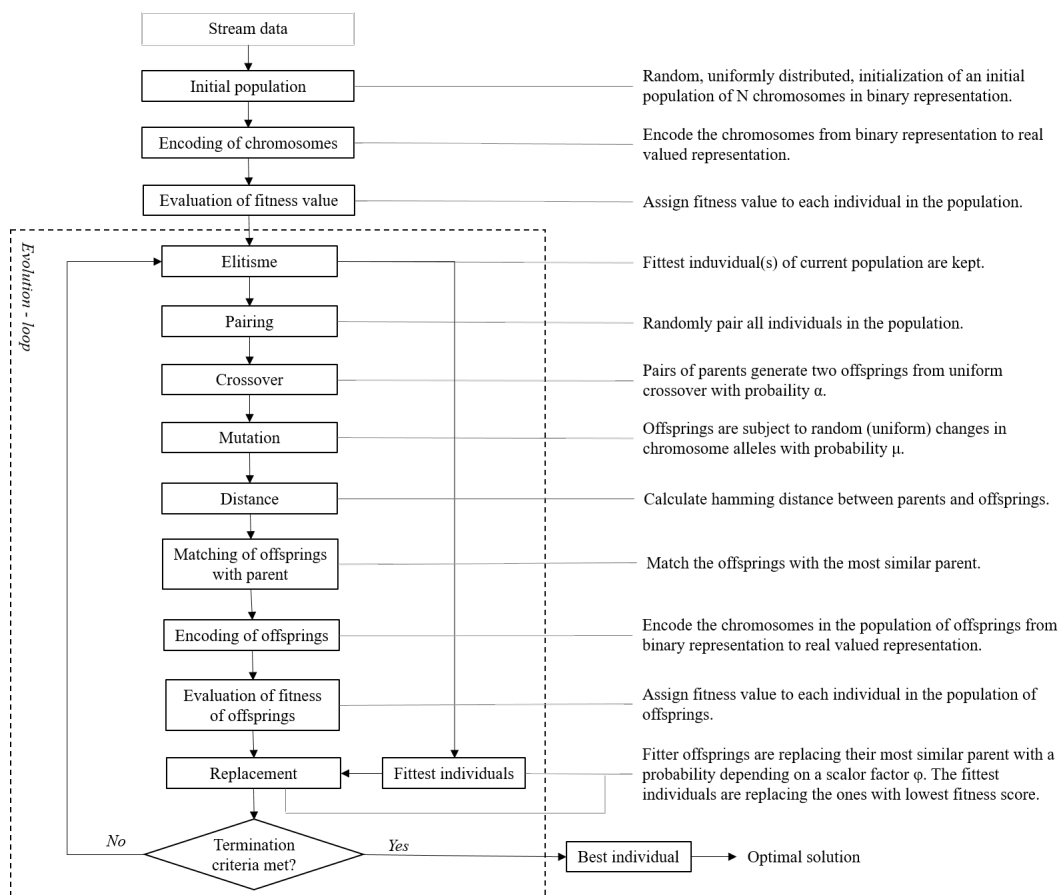 Stream data
Initial population
Random, uniformly distributed, initialization of an initial
population of N chromosomes in binary representation.
Encoding of chromosomes
Encode the chromosomes from binary representation to real
valued representation.
Evaluation of fitness value
Assign fitness value to each individual in the population.
Evolution - loop
Elitisme
Fittest induvidual(s) of current population are kept.
Pairing
Randomly pair all individuals in the population.
Crossover
Pairs of parents generate two offsprings from uniform
crossover with probaility α.
Mutation
Offsprings are subject to random (uniform) changes in
chromosome alleles with probability μ.
Distance
Calculate hamming distance between parents and offsprings.
Matching of offsprings
with parent
Match the offsprings with the most similar parent.
Encoding of offsprings
Encode the chromosomes in the population of offsprings from
binary representation to real valued representation.
Evaluation of fitness
of offsprings
Assign fitness value to each individual in the population of
offsprings.
Replacement
Fittest individuals
Fitter offsprings are replacing their most similar parent with a
probability depending on a scalor factor φ. The fittest
individuals are replacing the ones with lowest fitness score.
No
Termination
criteria met?
Yes
Best individual
Optimal solution